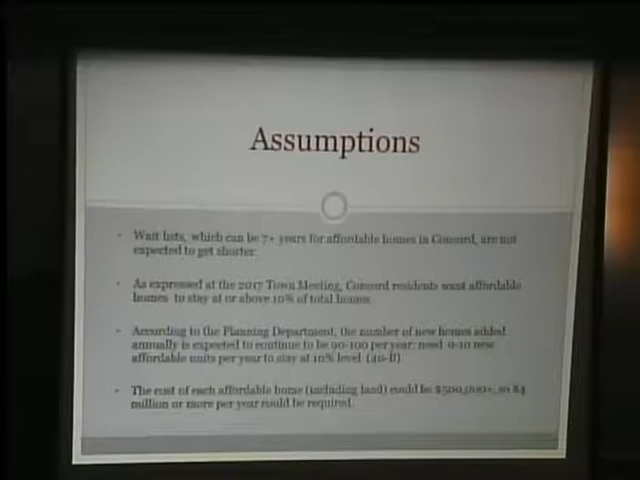 Assumptions
Wait lists, which can be 7+ years for affordable homes in Concord, are not
expected to get shorter.
As expressed at the 2017 Town Meeting, Concord residents want affordable
homes to stay at or above 10% of total homes
According to the Planning Department, the number of new homes added
annually is expected to continue to be 90-100 per year; need new
affordable units per year to stay at 10% level.
The cost of each affordable home (including land) could be $500,000+, so $4
million or more per year could be required.